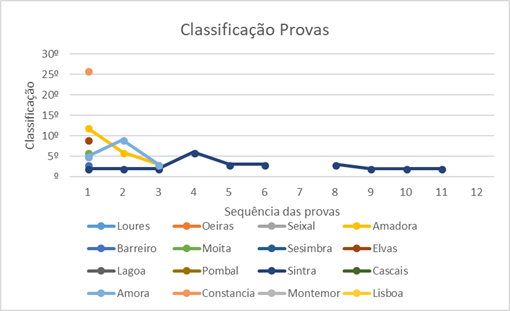 Classificação Provas
30º
25º
20º
15º
10º
5º
º
Classificação
1 2 3 4 5 6 7 8 9 10 11 12
Sequência das provas
Loures Oeiras Seixal Amadora
Barreiro Moita Sesimbra Elvas
Lagoa Pombal Sintra Cascais
Amora Constancia Montemor Lisboa